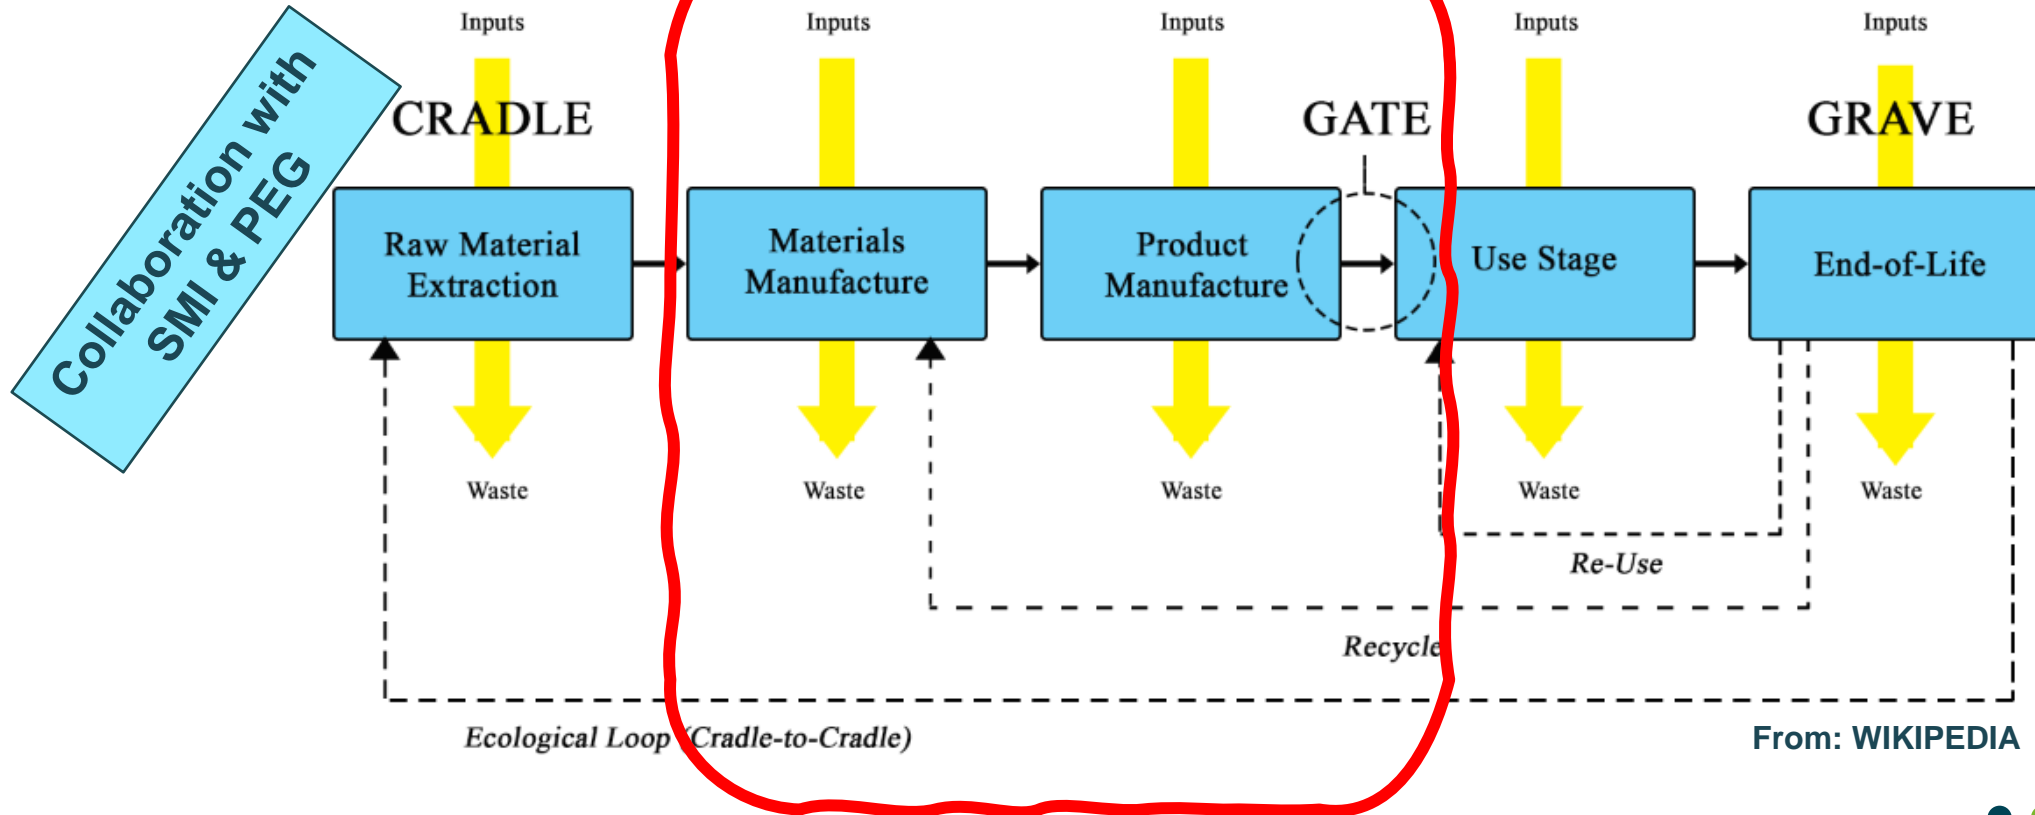 Collaboration with
SMI & PEG
Inputs
Inputs
Inputs
Inputs
Inputs
CRADLE
GATE
GRAVE
Raw Material
Extraction
Materials
Manufacture
Product
Manufacture
Use Stage
End-of-Life
Waste
Waste
Waste
Waste
Waste
Re-Use
Recycle
Ecological Loop (Cradle-to-Cradle)
From: WIKIPEDIA